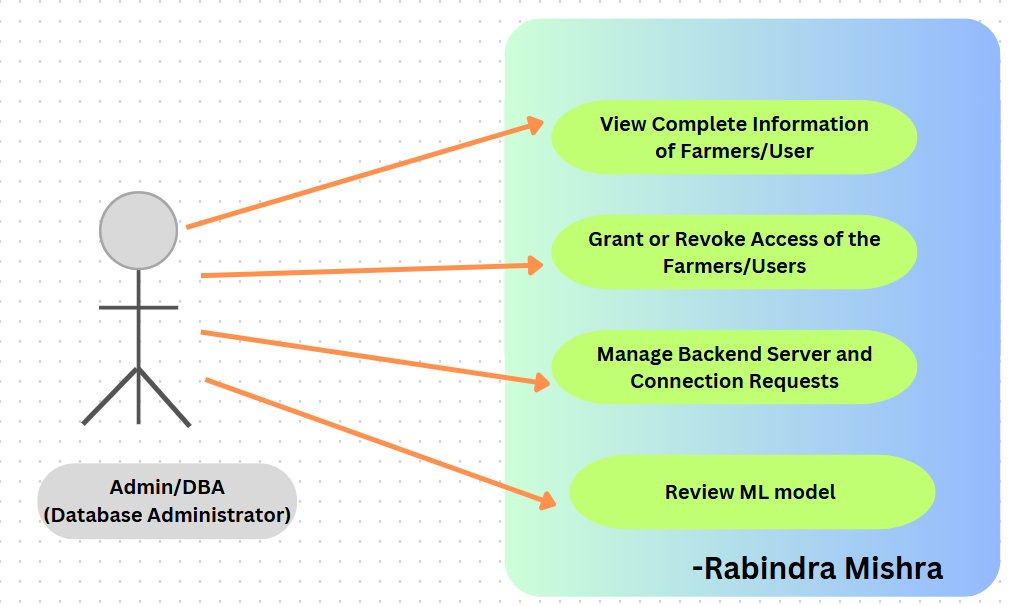 View Complete Information
of Farmers/User
Grant or Revoke Access of the
Farmers/Users
Manage Backend Server and
Connection Requests
Review ML model
Admin/DBA
(Database Administrator)
-Rabindra Mishra